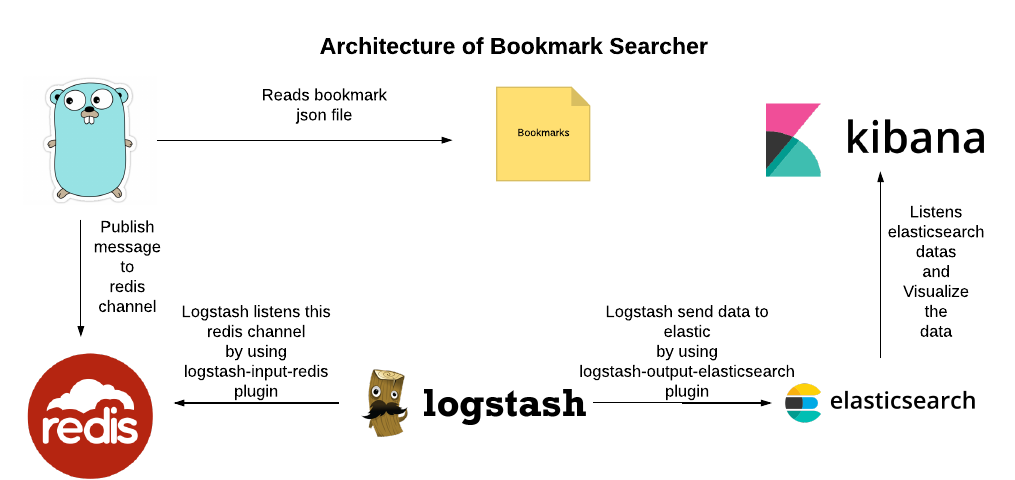 Architecture of Bookmark Searcher
Reads bookmark
json file
Bookmarks
kibana
Publish
message
to
redis
channel
Listens
elasticsearch
datas
and
Visualize
the
data
Logstash listens this
redis channel
by using
logstash-input-redis
plugin
Logstash send data to
elastic
by using
logstash-output-elasticsearch
plugin
redis
logstash
elasticsearch